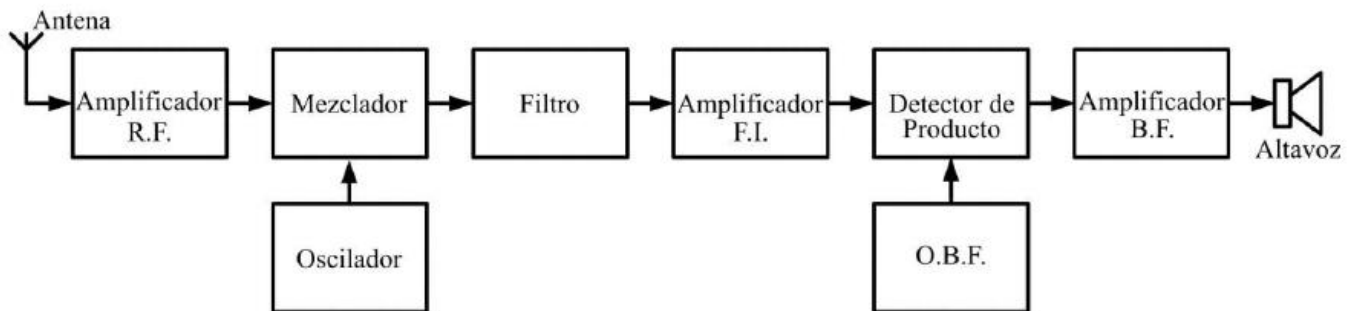 Antena
Amplificador
R.F.
Mezclador
Filtro
Amplificador
F.I.
Detector de
Producto
Amplificador
B.F.
Altavoz
Oscilador
O.B.F.